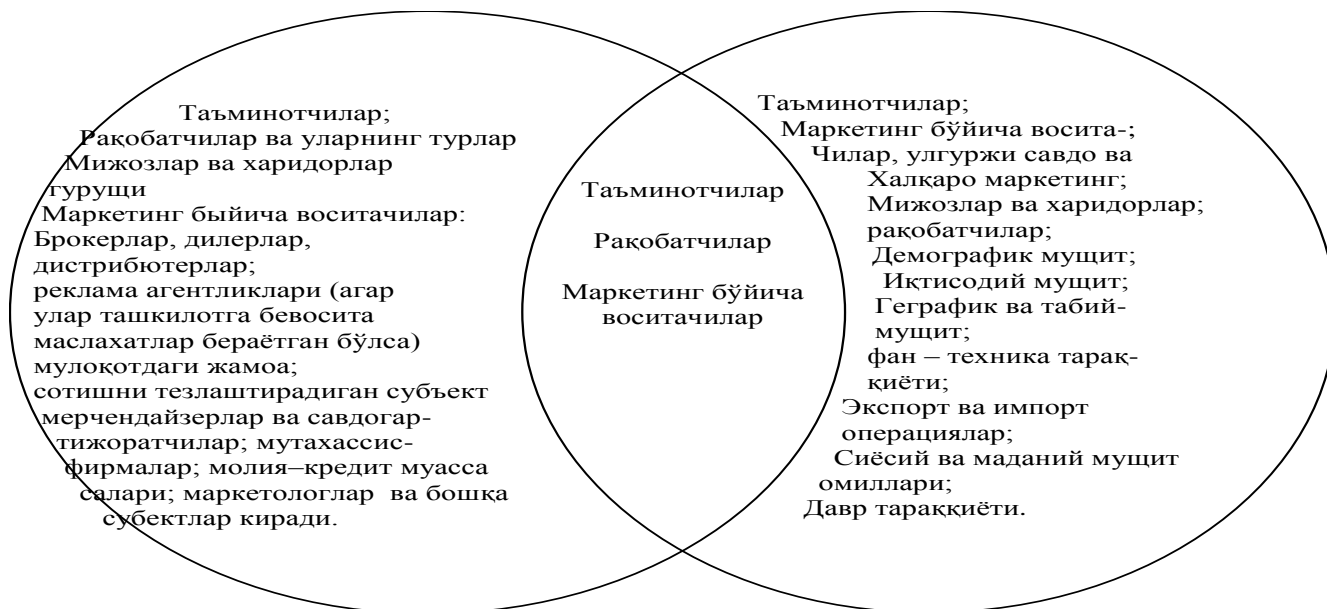 Таъминотчилар;
Рақобатчилар ва уларнинг турлар
Мижозлар ва харидорлар
гурущи
Маркетинг быйича воситачилар:
Брокерлар, дилерлар,
дистрибютерлар;
реклама агентликлари (агар
улар ташкилотга бевосита
маслахатлар бераётган бўлса)
мулоқотдаги жамоа;
сотишни тезлаштирадиган субъект
мерчендайзерлар ва савдогар-
тижоратчилар; мутахассис-
фирмалар; молия–кредит муасса
салари; маркетологлар ва бошқа
субектлар киради.
Таъминотчилар
Рақобатчилар
Маркетинг бўйича
воситачилар
Таъминотчилар;
Маркетинг бўйича восита-;
Чилар, улгуржи савдо ва
Халқаро маркетинг;
Мижозлар ва харидорлар;
рақобатчилар;
Демографик мущит;
Иқтисодий мущит;
Геграфик ва табий-
мущит;
фан – техника тарақ-
қиёти;
Экспорт ва импорт
операциялар;
Сиёсий ва маданий мущит
омиллари;
Давр тараққиёти.